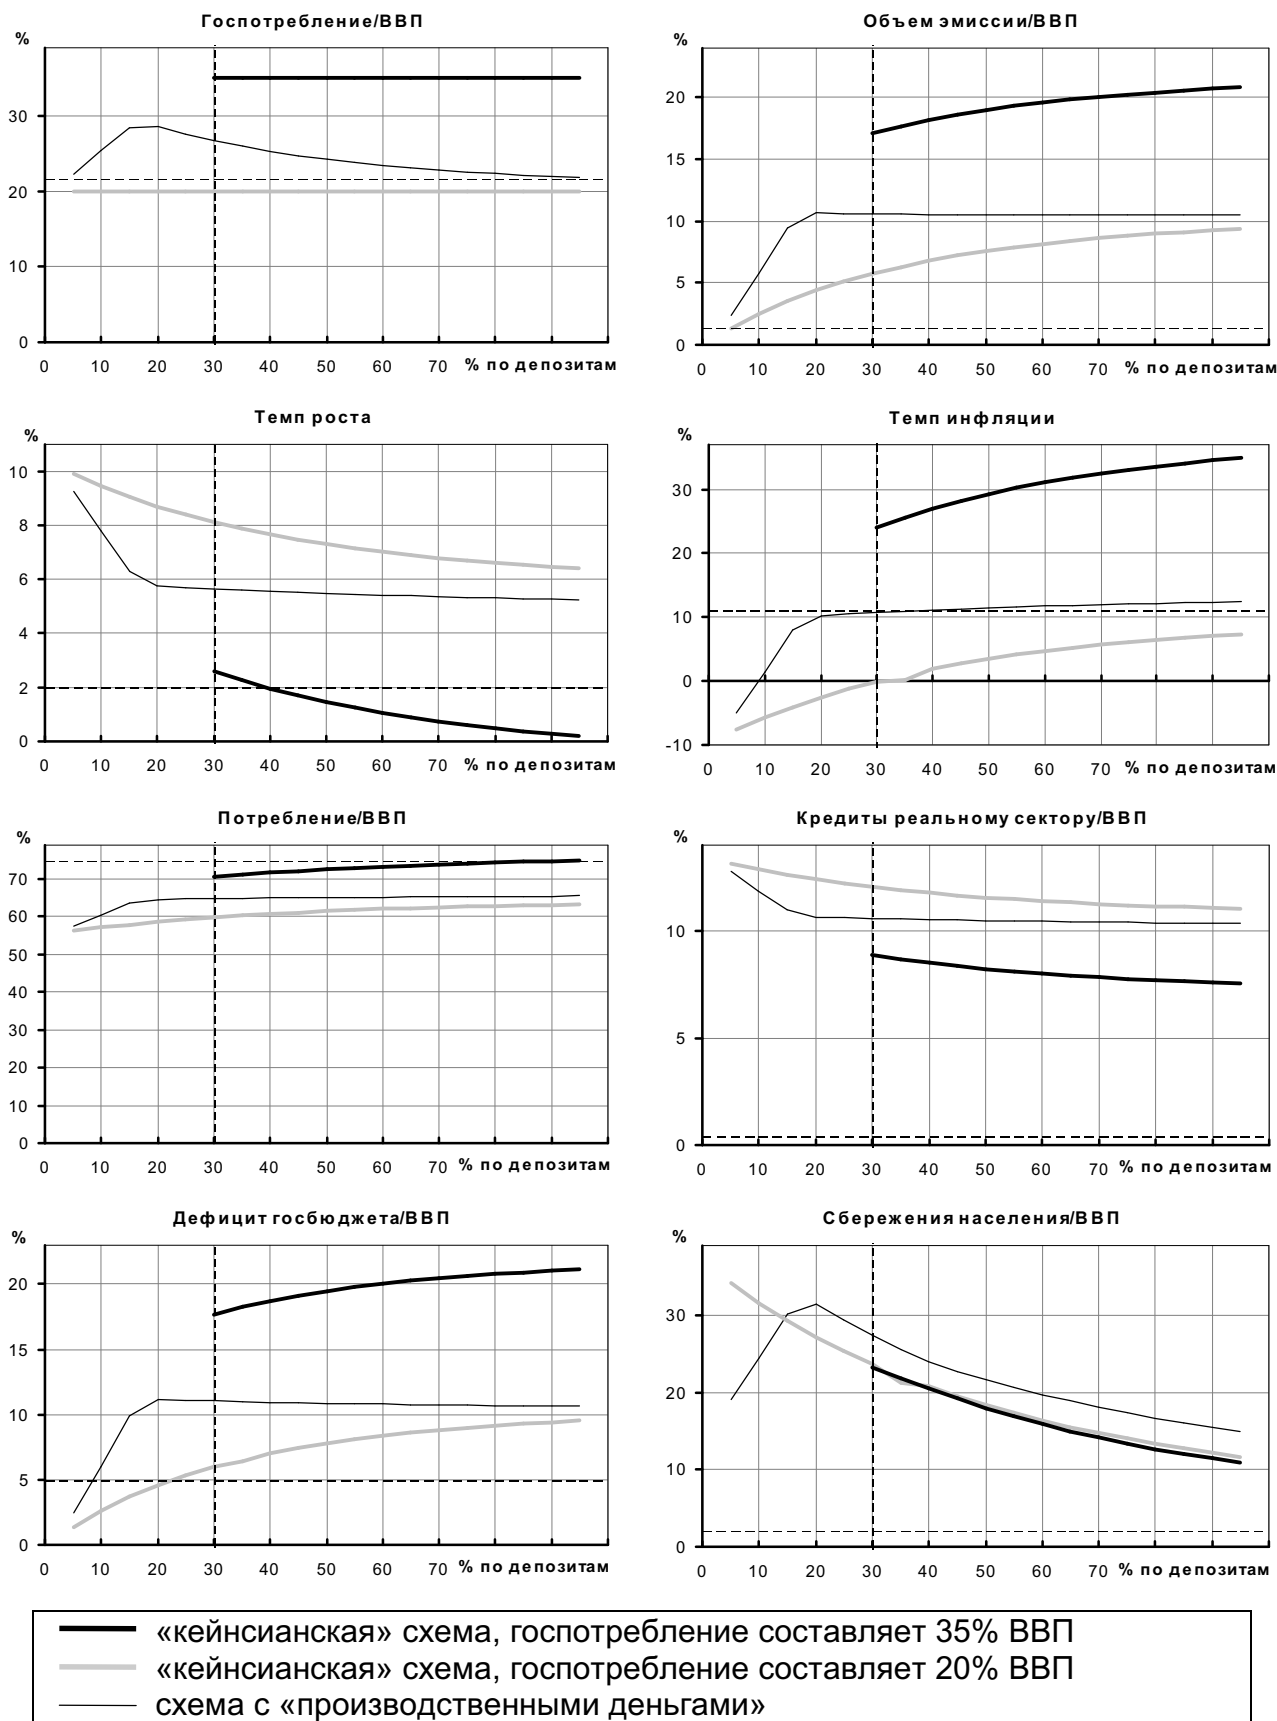 Госпотребление/ВВП
%
30
20
10
0
0 10 20 30 40 50 60 70 % по депозитам
Объем эмиссии/ВВП
%
20
15
10
5
0
0 10 20 30 40 50 60 70 % по депозитам
Темп роста
%
10
8
6
4
2
0
0 10 20 30 40 50 60 70 % по депозитам
Темп инфляции
%
30
20
10
0
-10
0 10 20 30 40 50 60 70 % по депозитам
Потребление/ВВП
%
70
60
50
40
30
20
10
0
0 10 20 30 40 50 60 70 % по депозитам
Кредиты реальному сектору/ВВП
%
10
5
0
0 10 20 30 40 50 60 70 % по депозитам
Дефицит госбюджета/ВВП
%
20
15
10
5
0
0 10 20 30 40 50 60 70 % по депозитам
Сбережения населения/ВВП
%
30
20
10
0
0 10 20 30 40 50 60 70 % по депозитам
«кейнсианская» схема, госпотребление составляет 35% ВВП
«кейнсианская» схема, госпотребление составляет 20% ВВП
схема с «производственными деньгами»